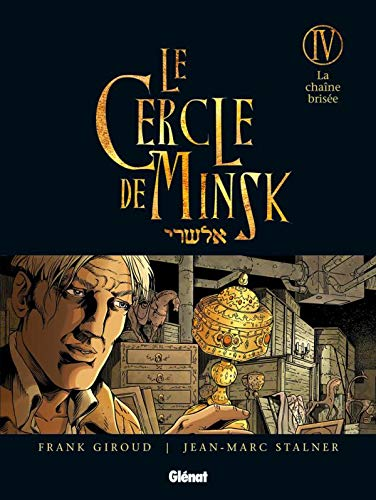 IV
La
chaîne
brisée
LE
CERCLE
DE MINSK
אלשרי
FRANK GIROUD | JEAN-MARC STALNER
Glénat